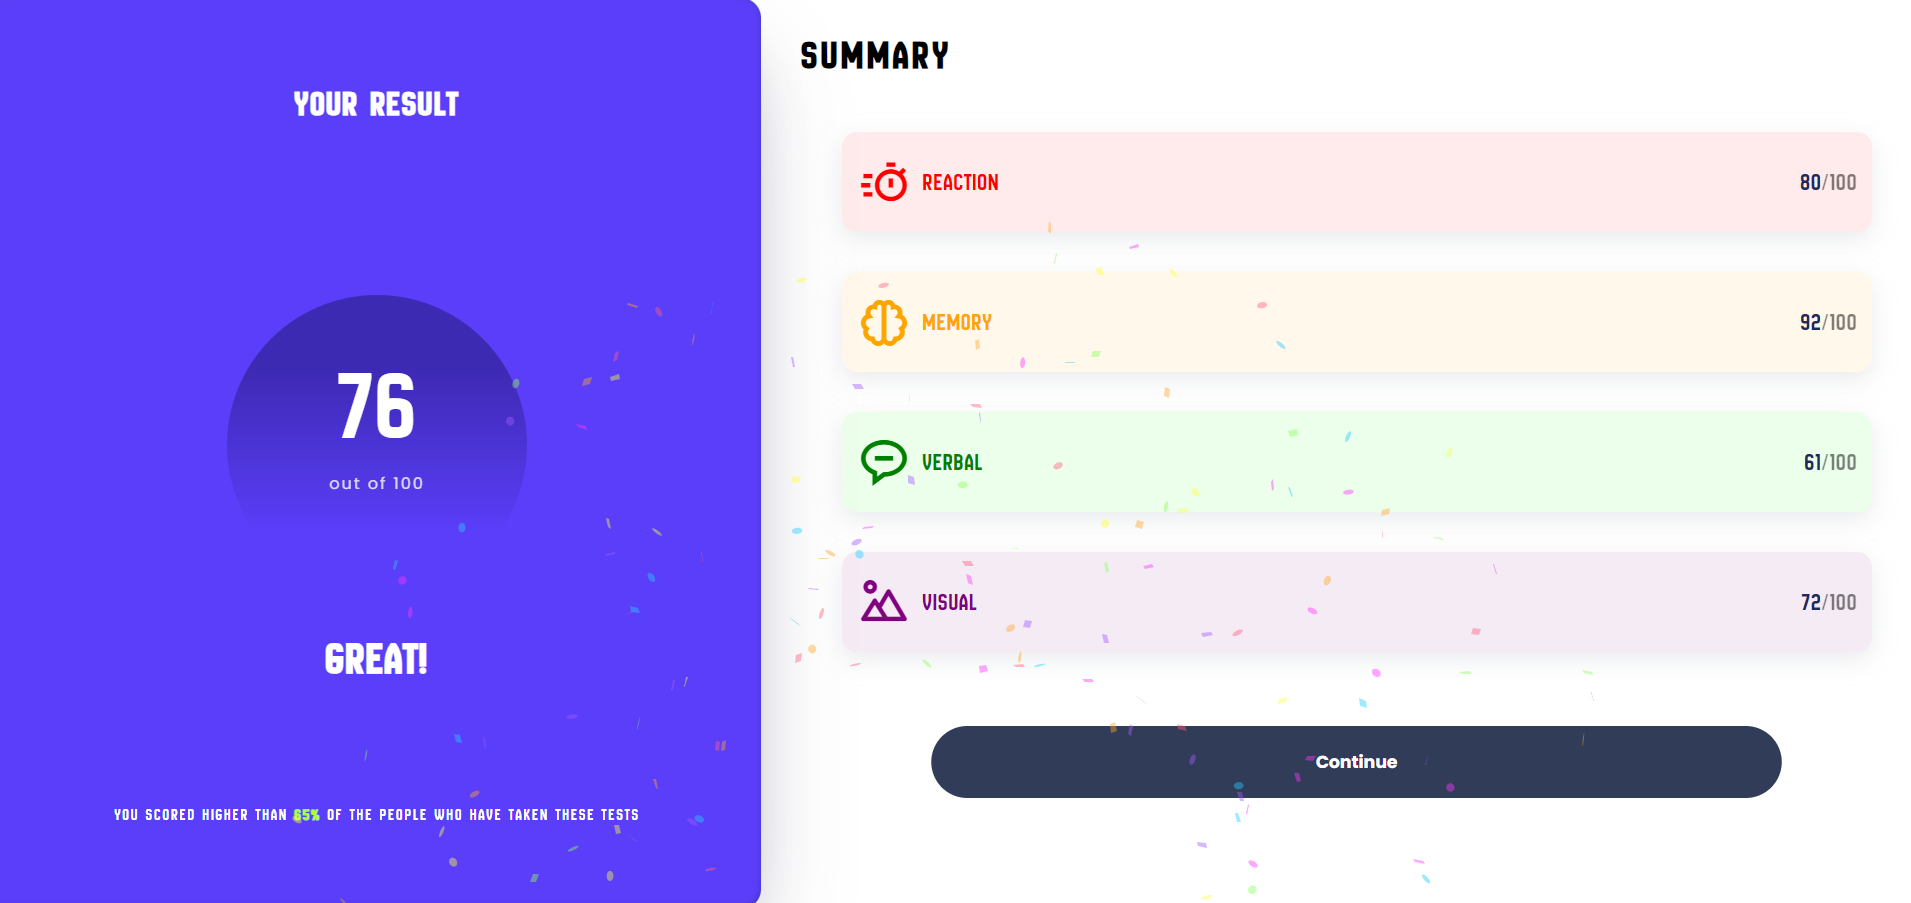 YOUR RESULT
76
out of 100
GREAT!
YOU SCORED HIGHER THAN 65% OF THE PEOPLE WHO HAVE TAKEN THESE TESTS
SUMMARY
REACTION 80/100
MEMORY 92/100
VERBAL 61/100
VISUAL 72/100
Continue